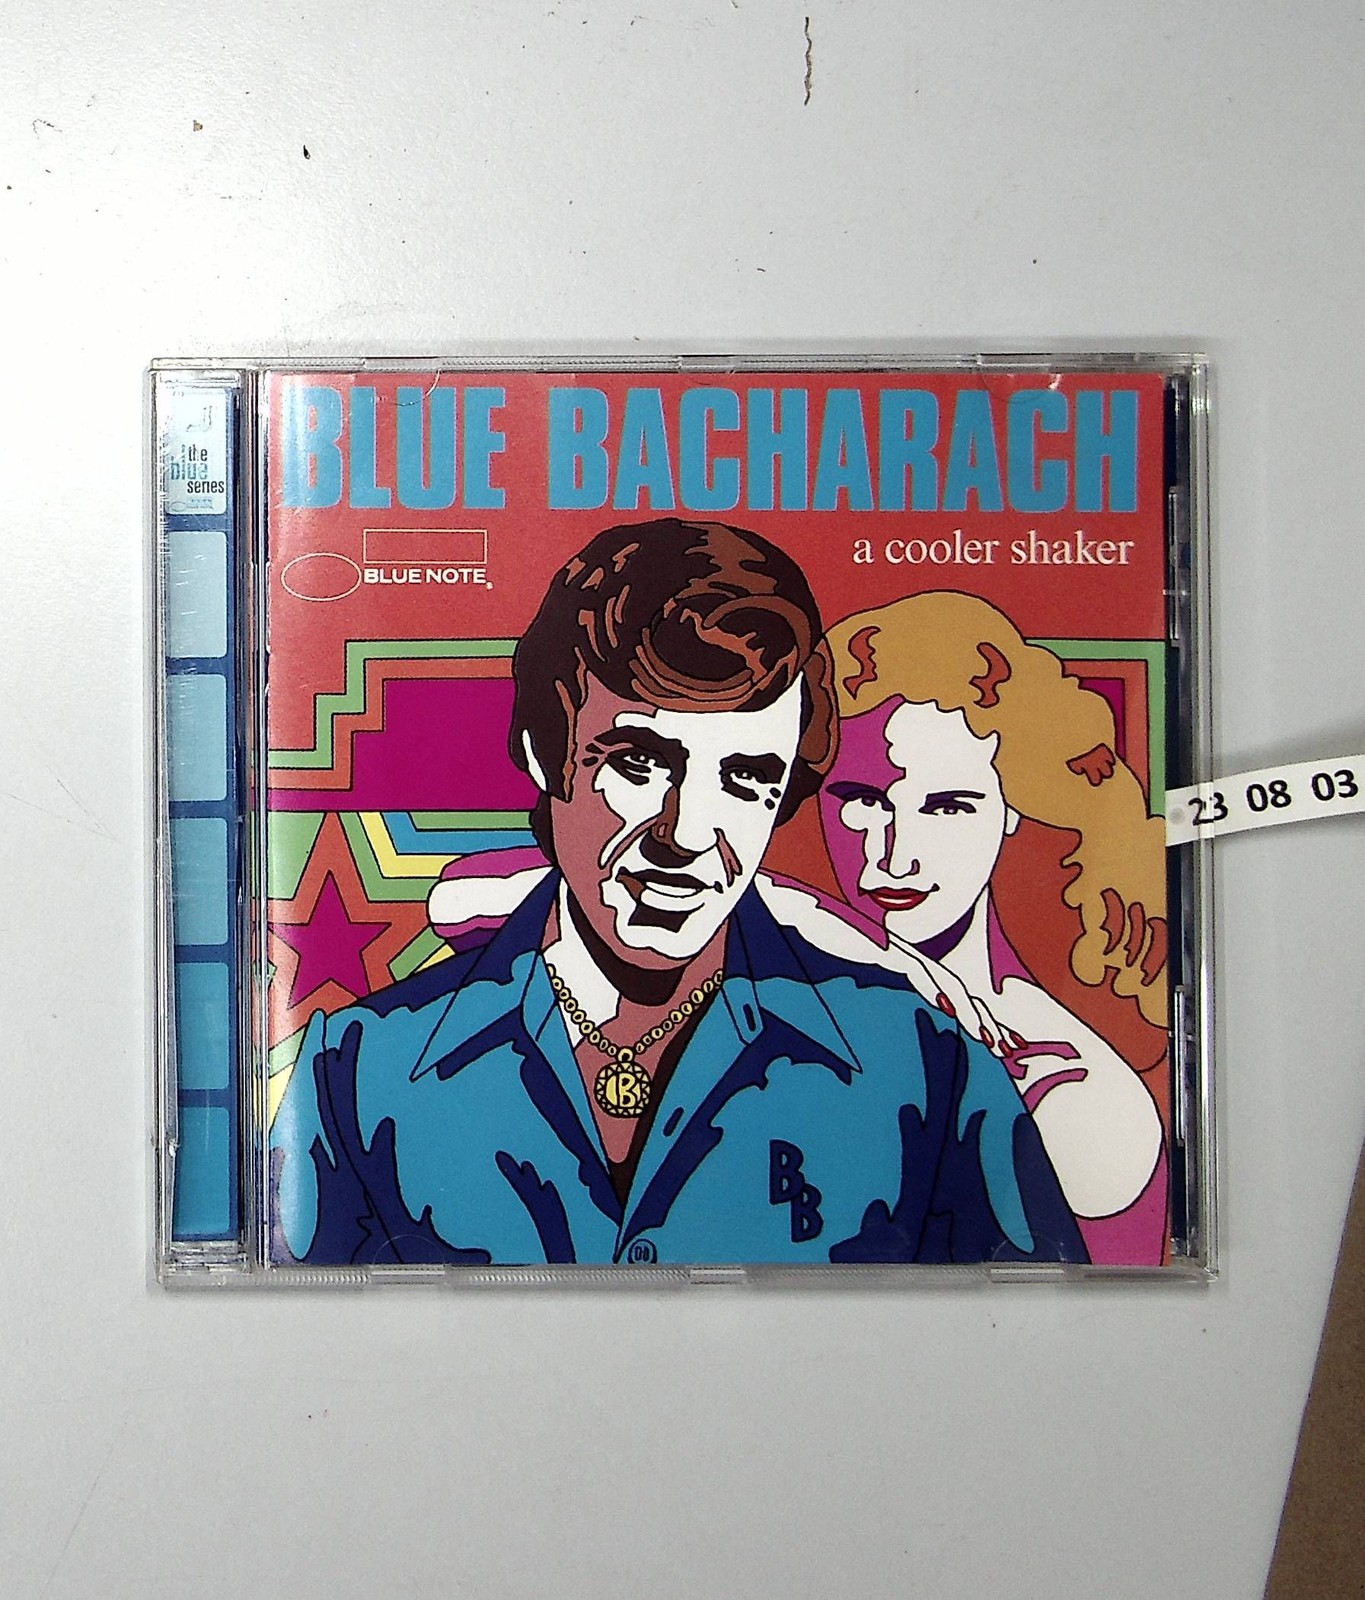 BLUE BACHARACH
a cooler shaker
BLUE NOTE
the
blue
series
B
BB
23 08 03